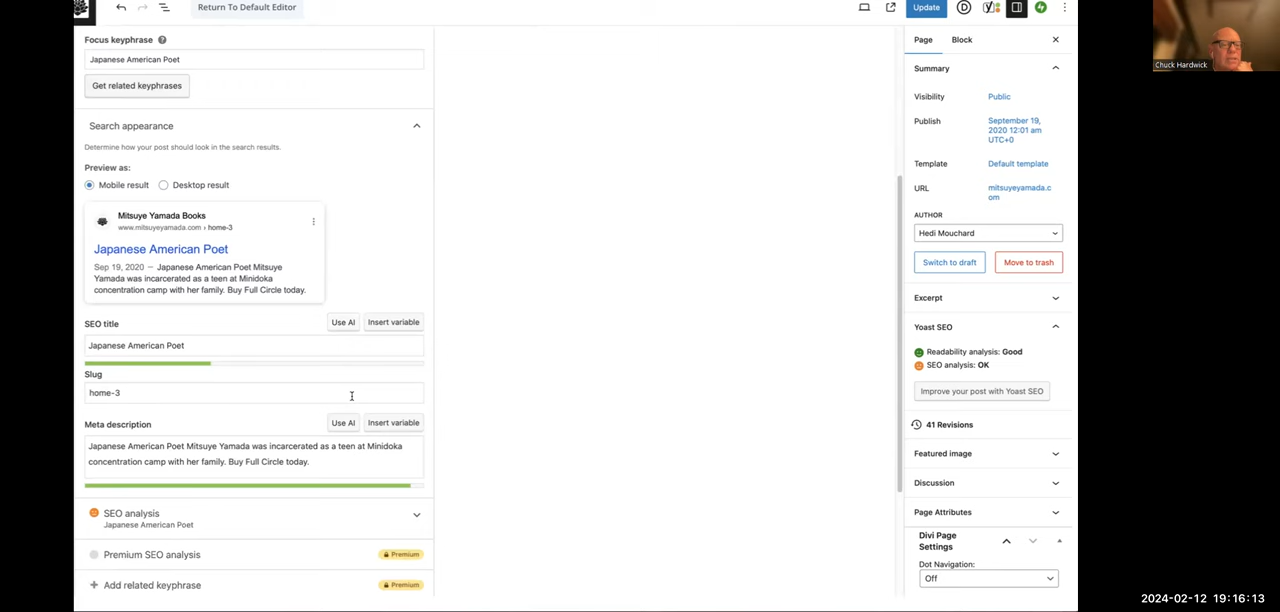 Return To Default Editor
Update
Focus keyphrase
Japanese American Poet
Get related keyphrases
Search appearance
Determine how your post should look in the search results.
Preview as:
Mobile result
Desktop result
Mitsuye Yamada Books
www.mitsuyeyamada.com › home-3
Japanese American Poet
Sep 19, 2020 – Japanese American Poet Mitsuye
Yamada was incarcerated as a teen at Minidoka
concentration camp with her family. Buy Full Circle today.
SEO title
Use AI
Insert variable
Japanese American Poet
Slug
home-3
Meta description
Use AI
Insert variable
Japanese American Poet Mitsuye Yamada was incarcerated as a teen at Minidoka
concentration camp with her family. Buy Full Circle today.
SEO analysis
Japanese American Poet
Premium SEO analysis
Premium
Add related keyphrase
Premium
Page
Block
Summary
Visibility
Public
Publish
September 19,
2020 12:01 am
UTC+0
Template
Default template
URL
mitsuyeyamada.c
om
AUTHOR
Hedi Mouchard
Switch to draft
Move to trash
Excerpt
Yoast SEO
Readability analysis: Good
SEO analysis: OK
Improve your post with Yoast SEO
41 Revisions
Featured image
Discussion
Page Attributes
Divi Page
Settings
Dot Navigation:
Off
Chuck Hardwick
2024-02-12 19:16:13